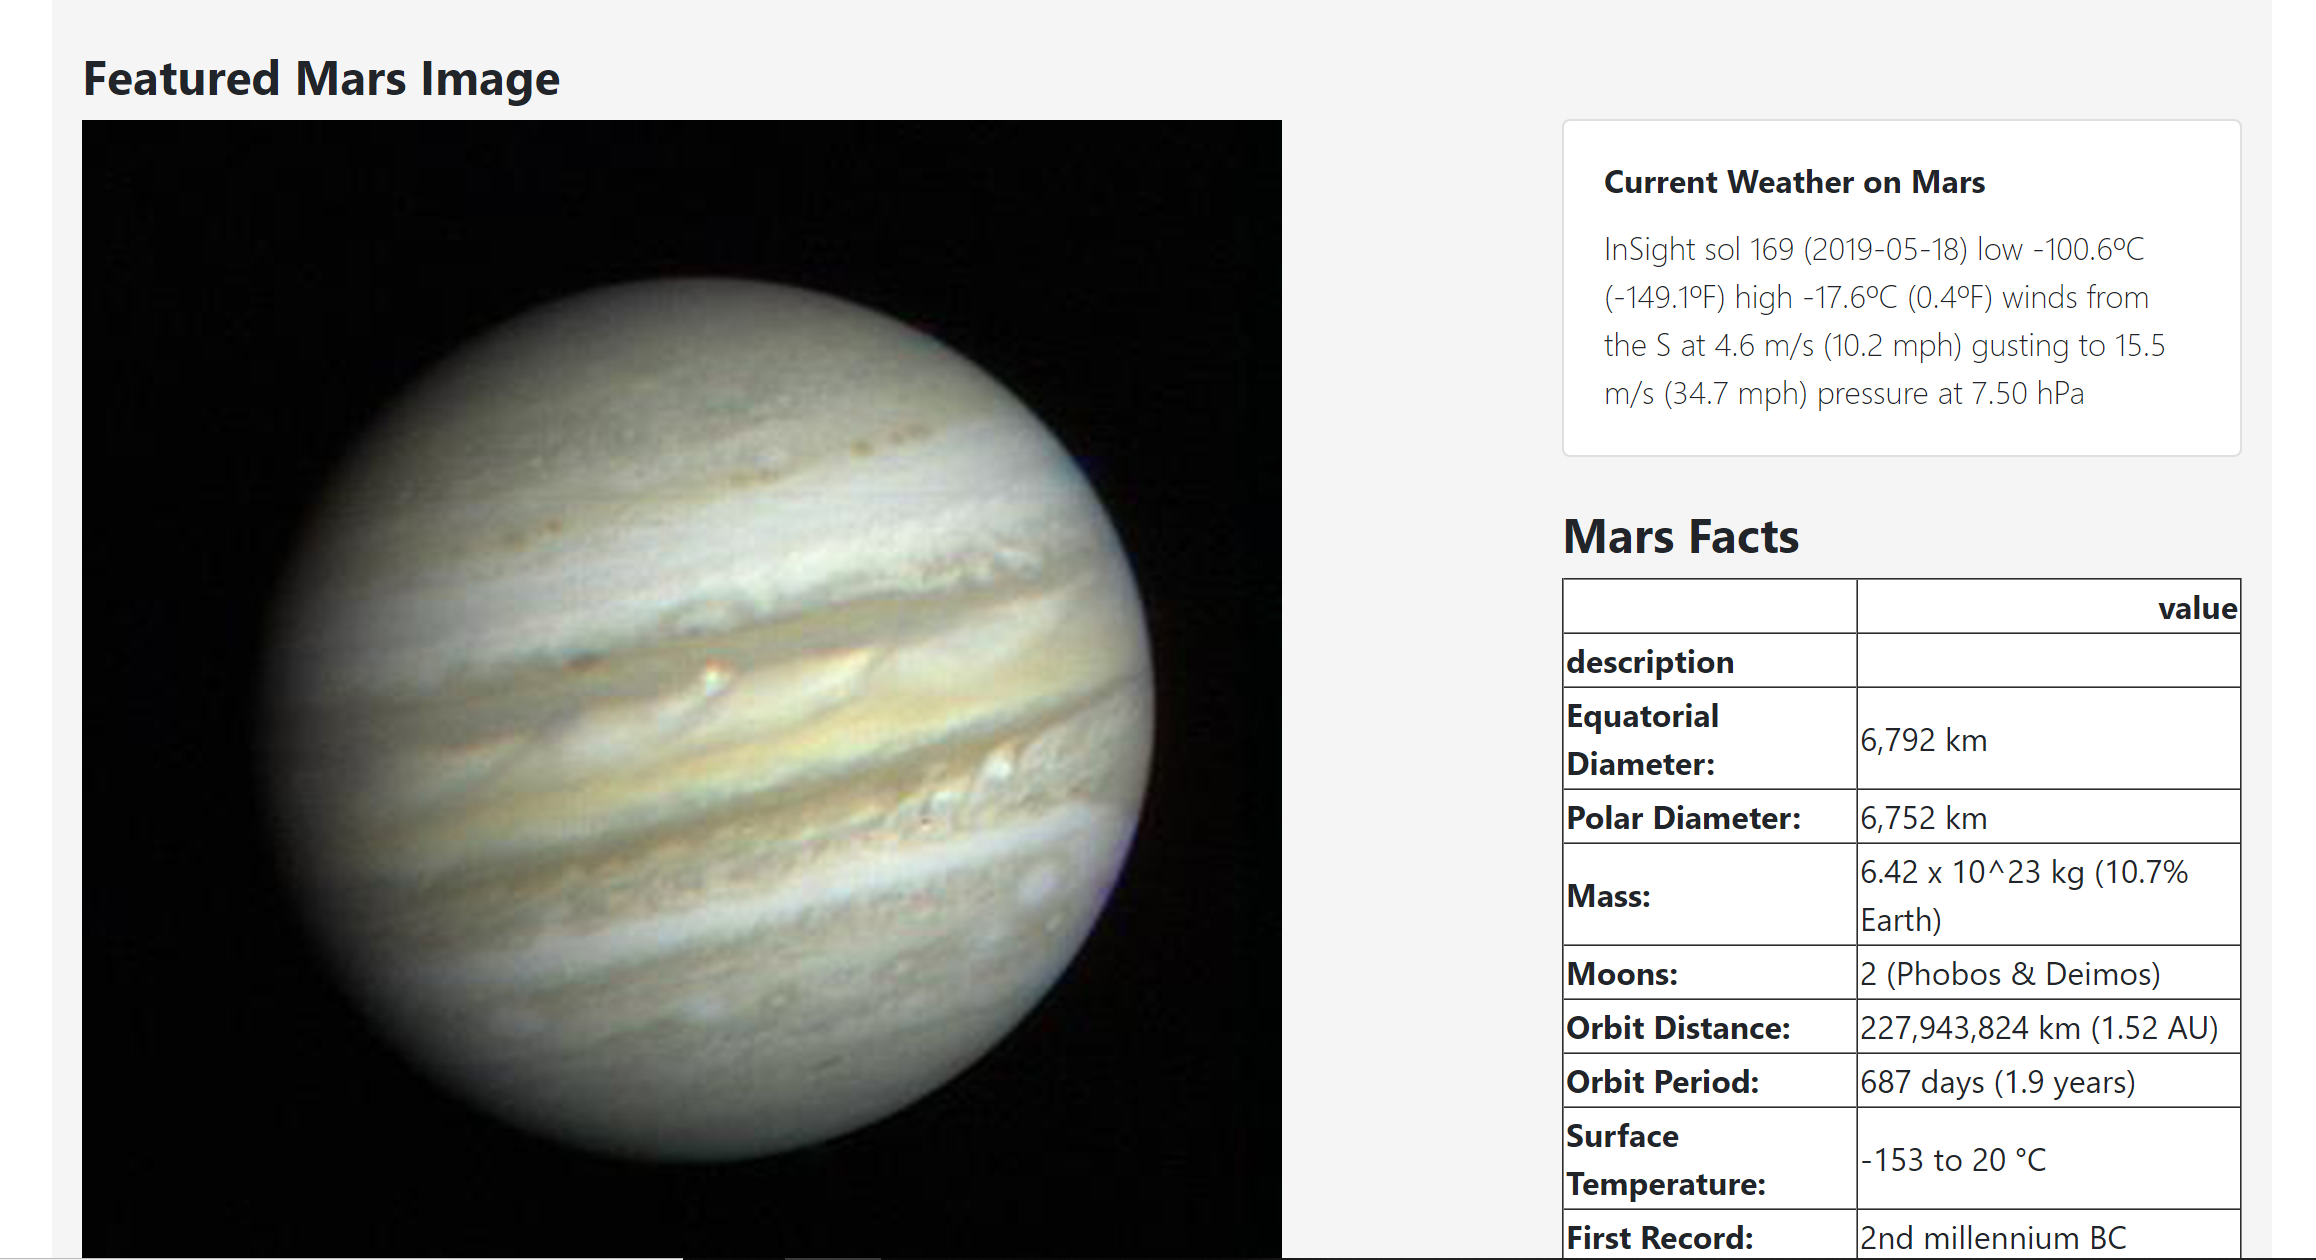 Featured Mars Image
Current Weather on Mars
InSight sol 169 (2019-05-18) low -100.6ºC
(-149.1ºF) high -17.6ºC (0.4ºF) winds from
the S at 4.6 m/s (10.2 mph) gusting to 15.5
m/s (34.7 mph) pressure at 7.50 hPa
Mars Facts
value
description
Equatorial
Diameter:
6,792 km
Polar Diameter:
6,752 km
Mass:
6.42 x 10^23 kg (10.7%
Earth)
Moons:
2 (Phobos & Deimos)
Orbit Distance:
227,943,824 km (1.52 AU)
Orbit Period:
687 days (1.9 years)
Surface
Temperature:
-153 to 20 °C
First Record:
2nd millennium BC